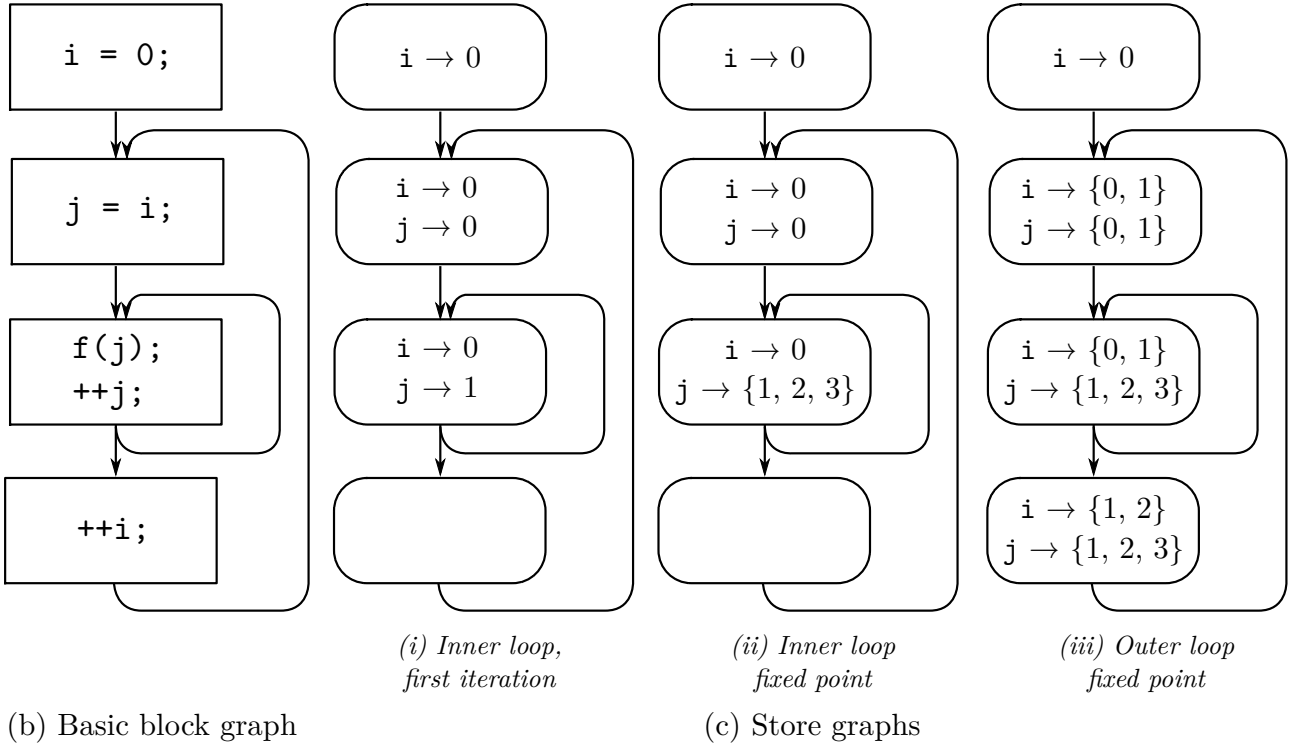 i = 0;
j = i;
f(j);
++j;
++i;
i → 0
i → 0
j → 0
i → 0
j → 1
(i) Inner loop,
first iteration
i → 0
i → 0
j → 0
i → 0
j → {1, 2, 3}
(ii) Inner loop
fixed point
i → 0
i → {0, 1}
j → {0, 1}
i → {0, 1}
j → {1, 2, 3}
i → {1, 2}
j → {1, 2, 3}
(iii) Outer loop
fixed point
(b) Basic block graph
(c) Store graphs